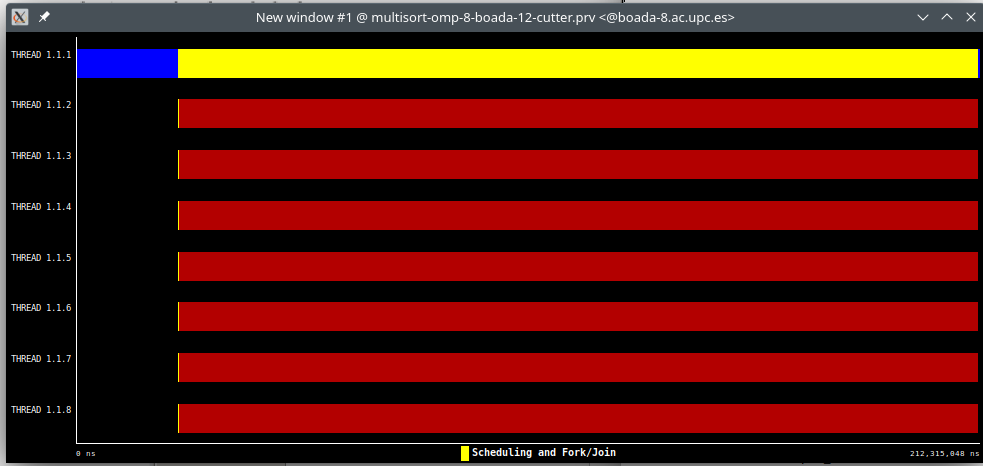 New window #1 @ multisort-omp-8-boada-12-cutter.prv <@boada-8.ac.upc.es>
THREAD 1.1.1
THREAD 1.1.2
THREAD 1.1.3
THREAD 1.1.4
THREAD 1.1.5
THREAD 1.1.6
THREAD 1.1.7
THREAD 1.1.8
0 ns
Scheduling and Fork/Join
212,315,048 ns